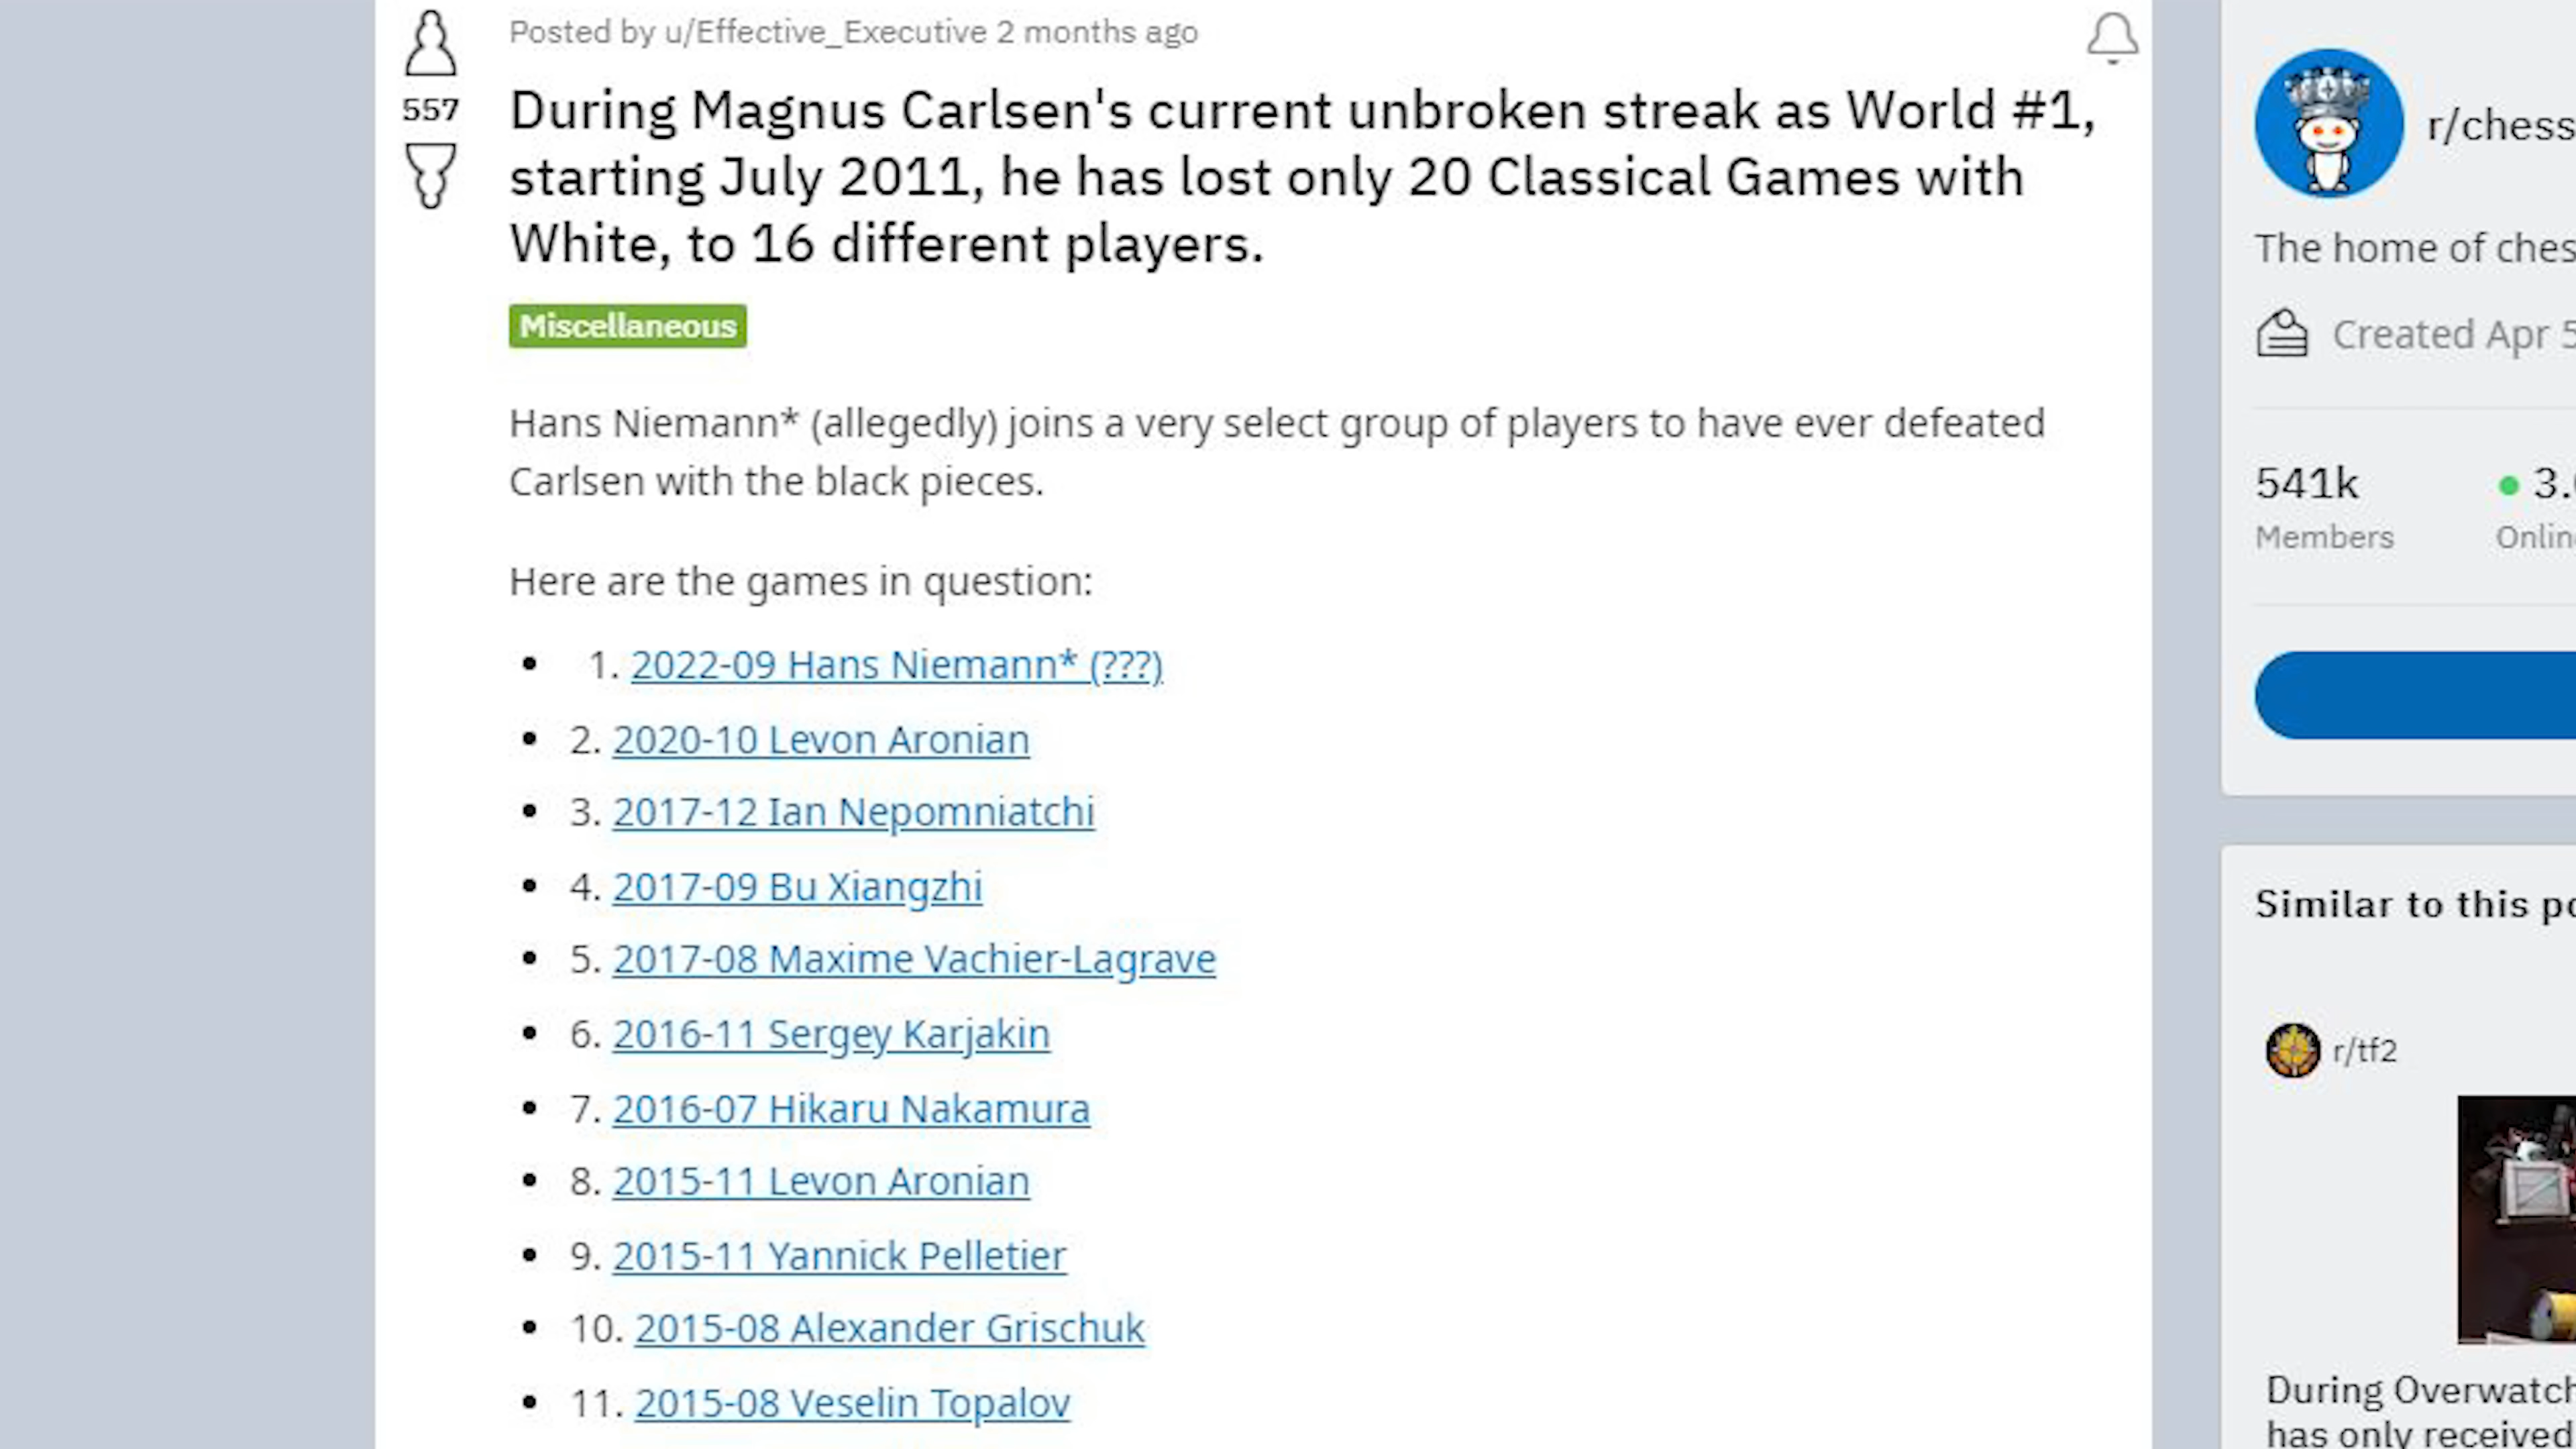 Posted by u/Effective_Executive 2 months ago
557
During Magnus Carlsen's current unbroken streak as World #1,
starting July 2011, he has lost only 20 Classical Games with
White, to 16 different players.
Miscellaneous
Hans Niemann* (allegedly) joins a very select group of players to have ever defeated
Carlsen with the black pieces.
Here are the games in question:
• 1. 2022-09 Hans Niemann* (???)
• 2. 2020-10 Levon Aronian
• 3. 2017-12 Ian Nepomniatchi
• 4. 2017-09 Bu Xiangzhi
• 5. 2017-08 Maxime Vachier-Lagrave
• 6. 2016-11 Sergey Karjakin
• 7. 2016-07 Hikaru Nakamura
• 8. 2015-11 Levon Aronian
• 9. 2015-11 Yannick Pelletier
• 10. 2015-08 Alexander Grischuk
• 11. 2015-08 Veselin Topalov
r/chess
The home of ches
Created Apr 5
541k
3.
Members
Onlin
Similar to this po
r/tf2
During Overwatch
has only received